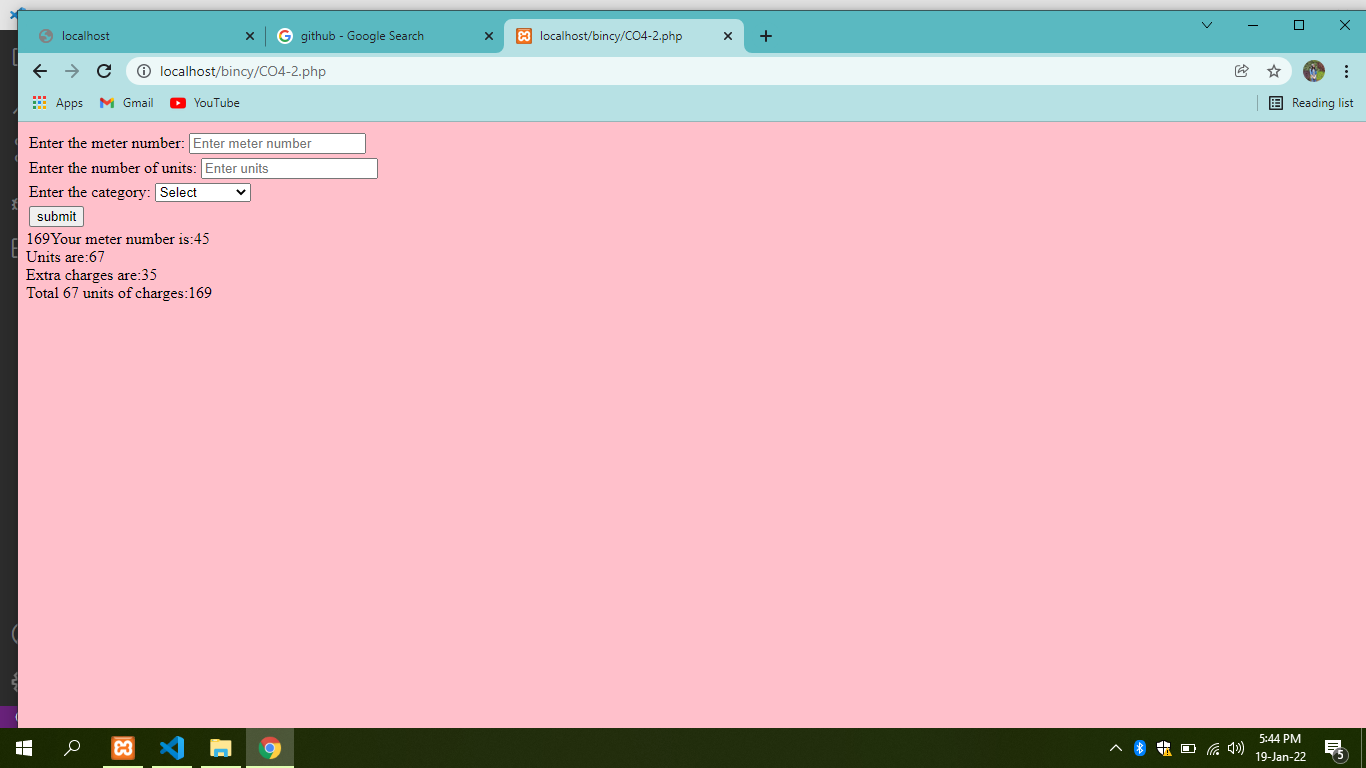 localhost
github - Google Search
localhost/bincy/CO4-2.php
localhost/bincy/CO4-2.php
Apps
Gmail
YouTube
Reading list
Enter the meter number: Enter meter number
Enter the number of units: Enter units
Enter the category: Select
submit
169Your meter number is:45
Units are:67
Extra charges are:35
Total 67 units of charges:169
5:44 PM
19-Jan-22
5